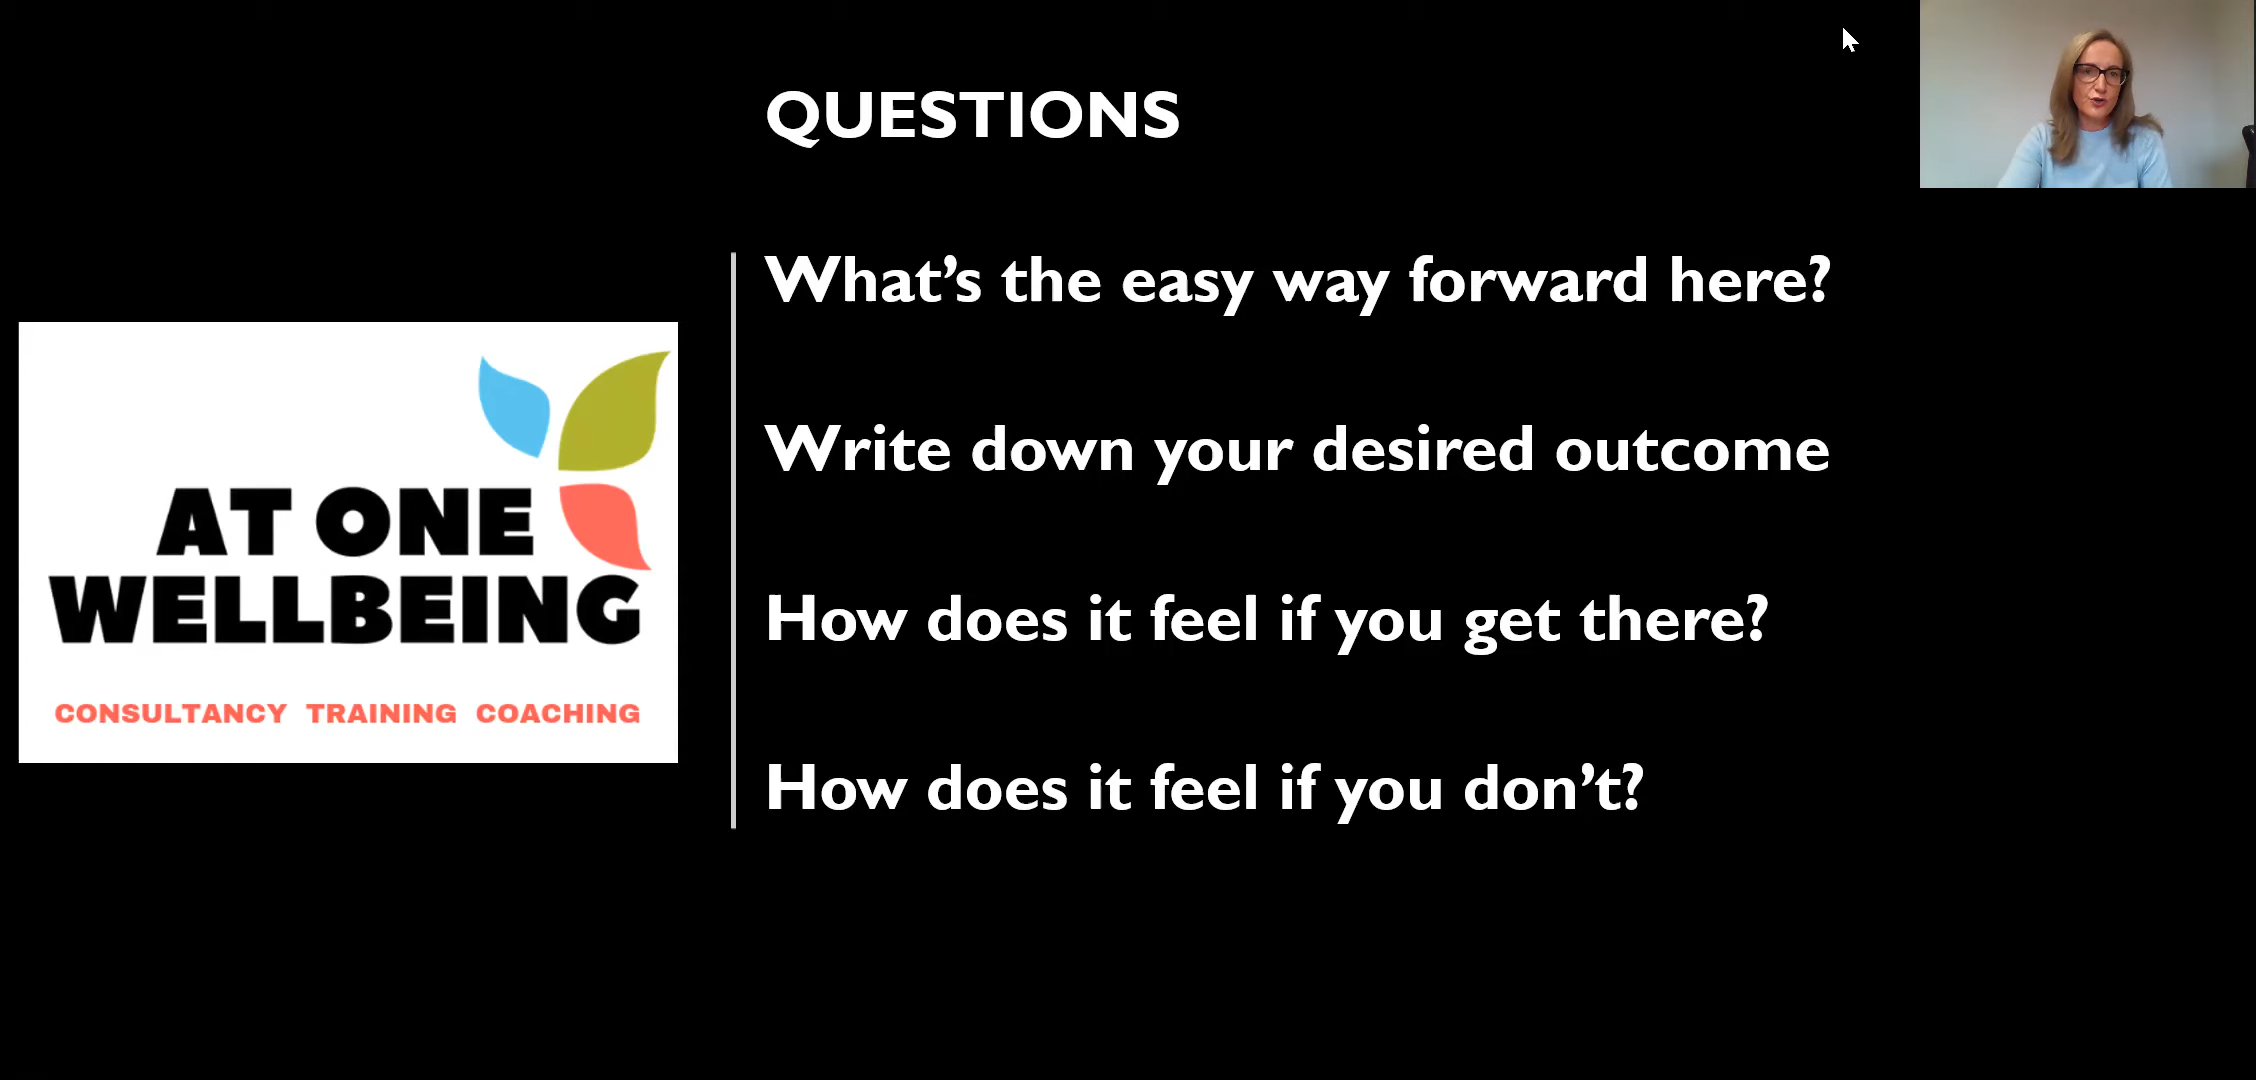 QUESTIONS
What’s the easy way forward here?
Write down your desired outcome
How does it feel if you get there?
How does it feel if you don’t?
AT ONE
WELLBEING
CONSULTANCY TRAINING COACHING